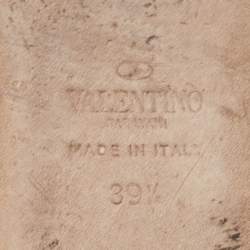 VALENTINO
GARAVANI
MADE IN ITALY
39½